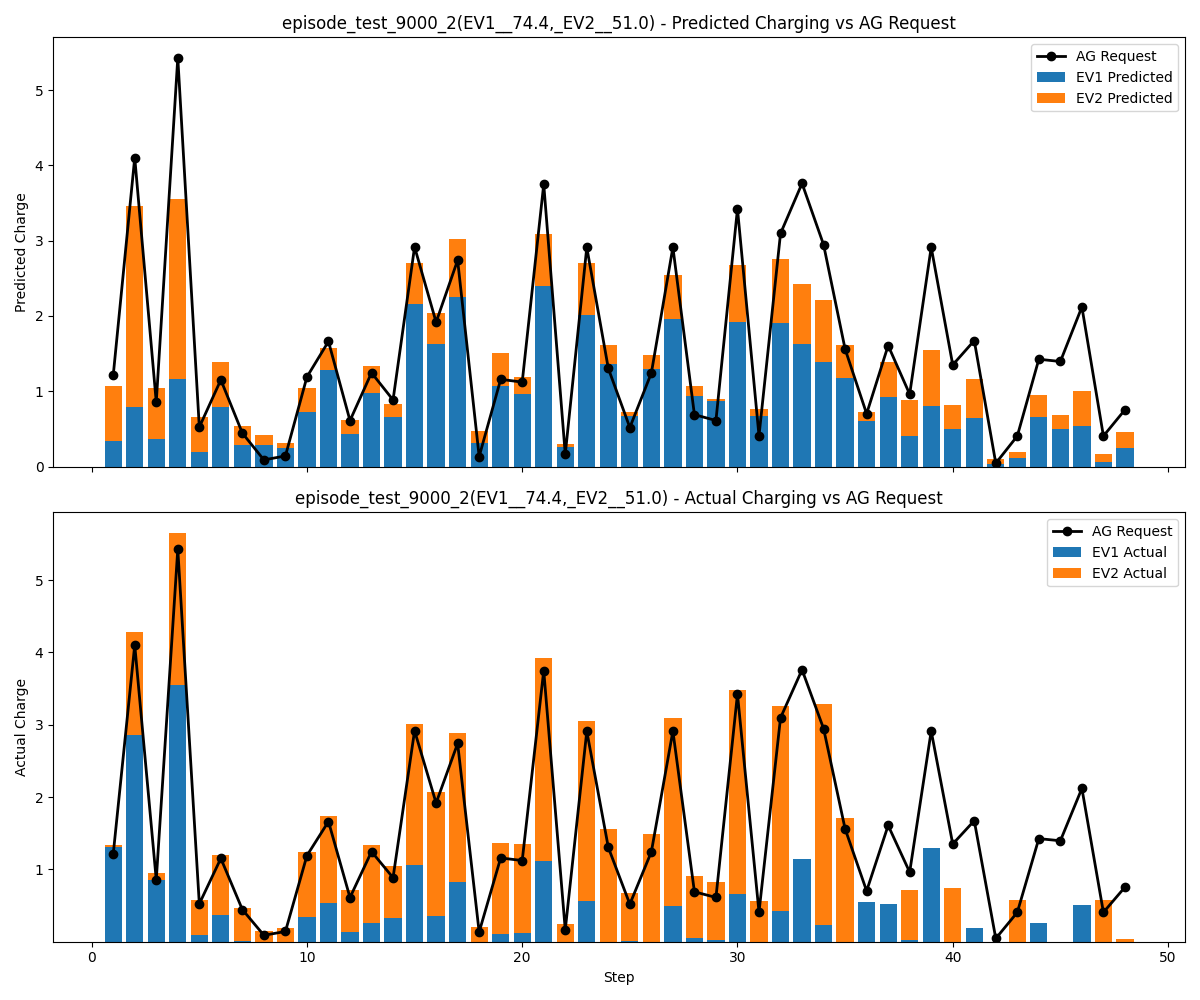 episode_test_9000_2(EV1__74.4,_EV2__51.0) - Predicted Charging vs AG Request
AG Request
EV1 Predicted
EV2 Predicted
Predicted Charge
5
4
3
2
1
0
episode_test_9000_2(EV1__74.4,_EV2__51.0) - Actual Charging vs AG Request
AG Request
EV1 Actual
EV2 Actual
Actual Charge
5
4
3
2
1
0 10 20 30 40 50
Step